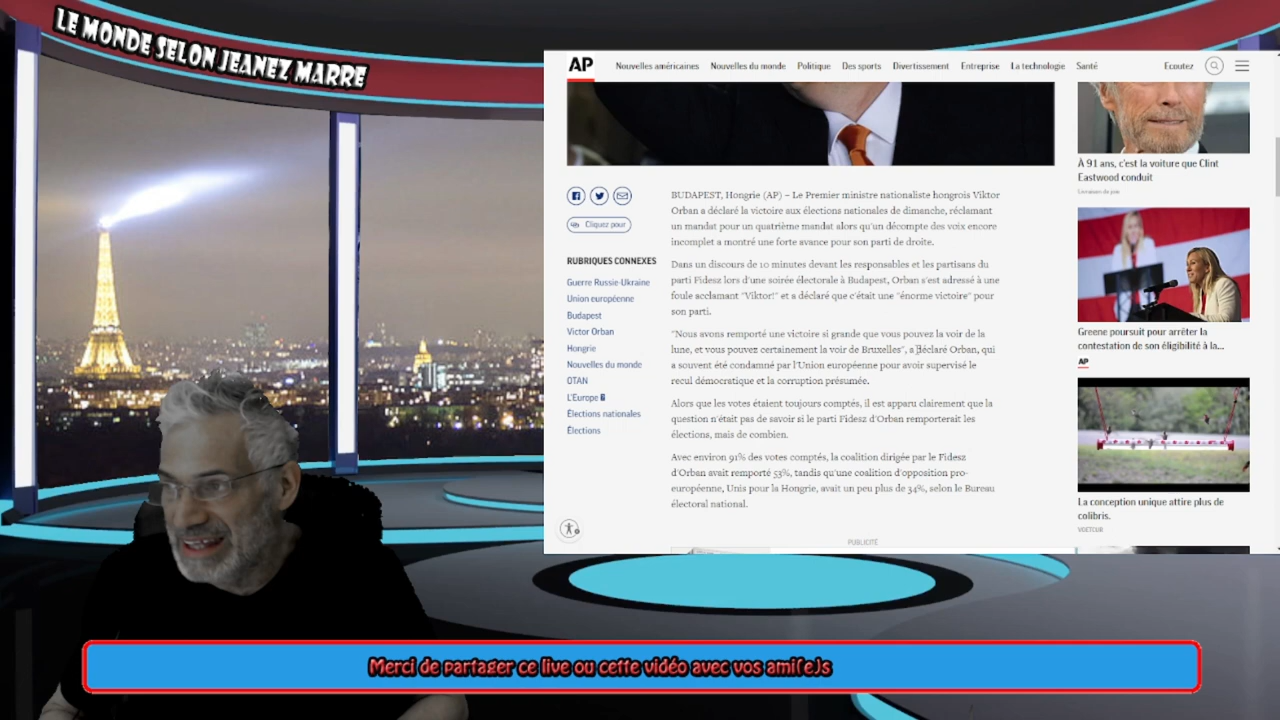 LE MONDE SELON JEANEZ MARRE
AP
Nouvelles américaines Nouvelles du monde Politique Des sports Divertissement Entreprise La technologie Santé Ecoutez
Cliquez pour
RUBRIQUES CONNEXES
Guerre Russie-Ukraine
Union européenne
Budapest
Victor Orban
Hongrie
Nouvelles du monde
OTAN
L'Europe
Élections nationales
Élections
BUDAPEST, Hongrie (AP) – Le Premier ministre nationaliste hongrois Viktor
Orban a déclaré la victoire aux élections nationales de dimanche, réclamant
un mandat pour un quatrième mandat alors qu'un décompte des voix encore
incomplet a montré une forte avance pour son parti de droite.
Dans un discours de 10 minutes devant les responsables et les partisans du
parti Fidesz lors d'une soirée électorale à Budapest, Orban s'est adressé à une
foule acclamant "Viktor!" et a déclaré que c'était une "énorme victoire" pour
son parti.
"Nous avons remporté une victoire si grande que vous pouvez la voir de la
lune, et vous pouvez certainement la voir de Bruxelles", a déclaré Orban, qui
a souvent été condamné par l'Union européenne pour avoir supervisé le
recul démocratique et la corruption présumée.
Alors que les votes étaient toujours comptés, il est apparu clairement que la
question n'était pas de savoir si le parti Fidesz d'Orban remporterait les
élections, mais de combien.
Avec environ 91% des votes comptés, la coalition dirigée par le Fidesz
d'Orban avait remporté 53%, tandis qu'une coalition d'opposition pro-
européenne, Unis pour la Hongrie, avait un peu plus de 34%, selon le Bureau
électoral national.
PUBLICITÉ
À 91 ans, c'est la voiture que Clint
Eastwood conduit
Greene poursuit pour arrêter la
contestation de son éligibilité à la...
AP
La conception unique attire plus de
colibris.
Merci de partager ce live ou cette vidéo avec vos ami(e)s